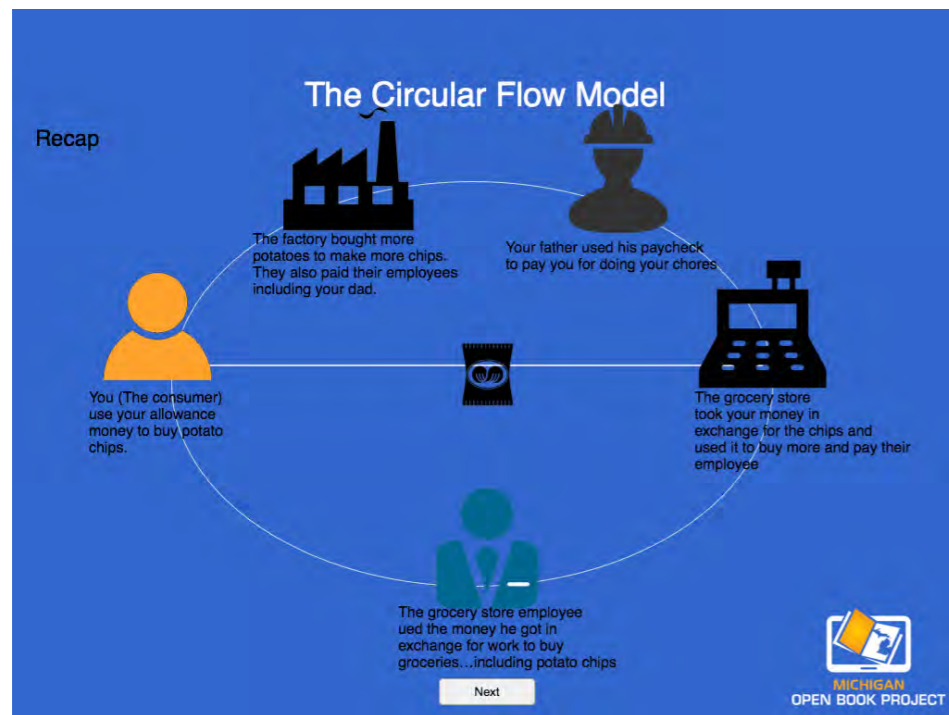 The Circular Flow Model
Recap
The factory bought more
potatoes to make more chips.
They also paid their employees
including your dad.
Your father used his paycheck
to pay you for doing your chores
You (The consumer)
use your allowance
money to buy potato
chips.
The grocery store
took your money in
exchange for the chips and
used it to buy more and pay their
employee
The grocery store employee
ued the money he got in
exchange for work to buy
groceries...including potato chips
Next
MICHIGAN
OPEN BOOK PROJECT